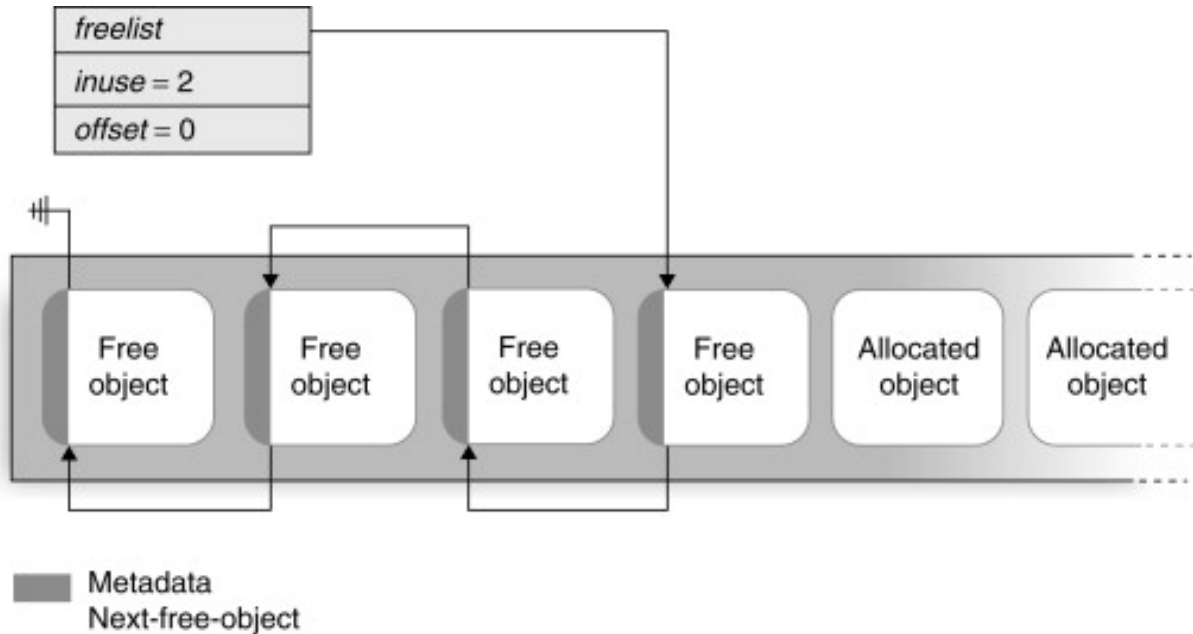 freelist
inuse = 2
offset = 0
Free
object
Free
object
Free
object
Free
object
Allocated
object
Allocated
object
Metadata
Next-free-object